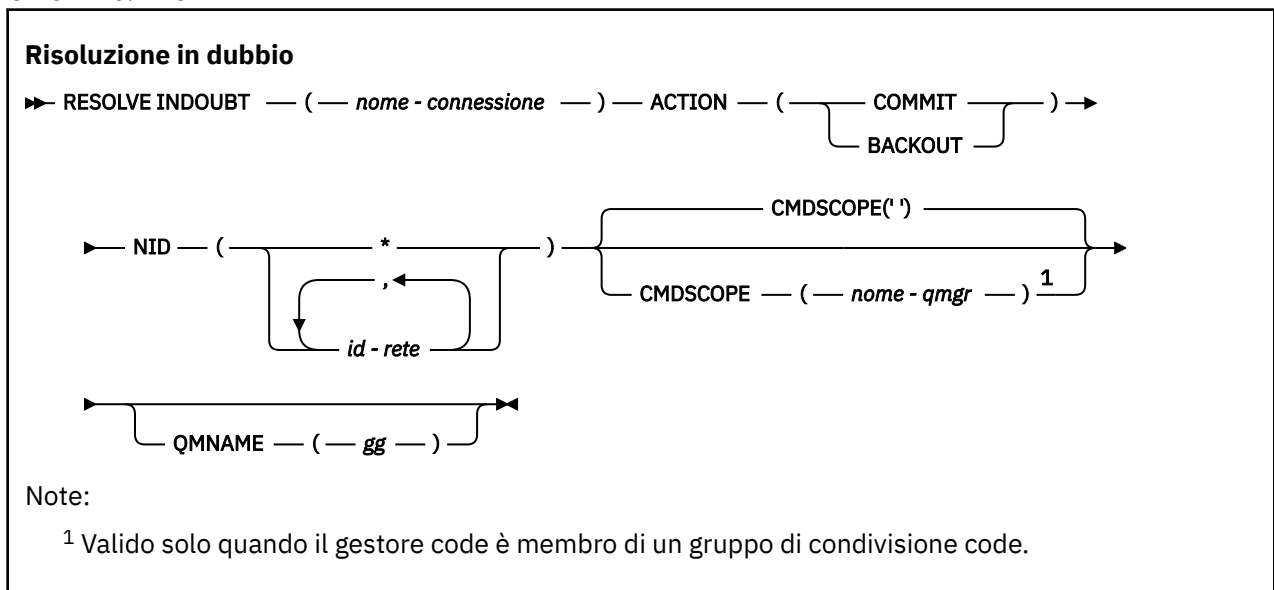 Risoluzione in dubbio
RESOLVE INDOUBT ( nome - connessione ) ACTION ( COMMIT )
BACKOUT
CMDSCOPE(' ')
NID ( * )
,
CMDSCOPE ( nome - qmgr ) 1
id - rete
QMNAME ( gg )
Note:
1 Valido solo quando il gestore code è membro di un gruppo di condivisione code.